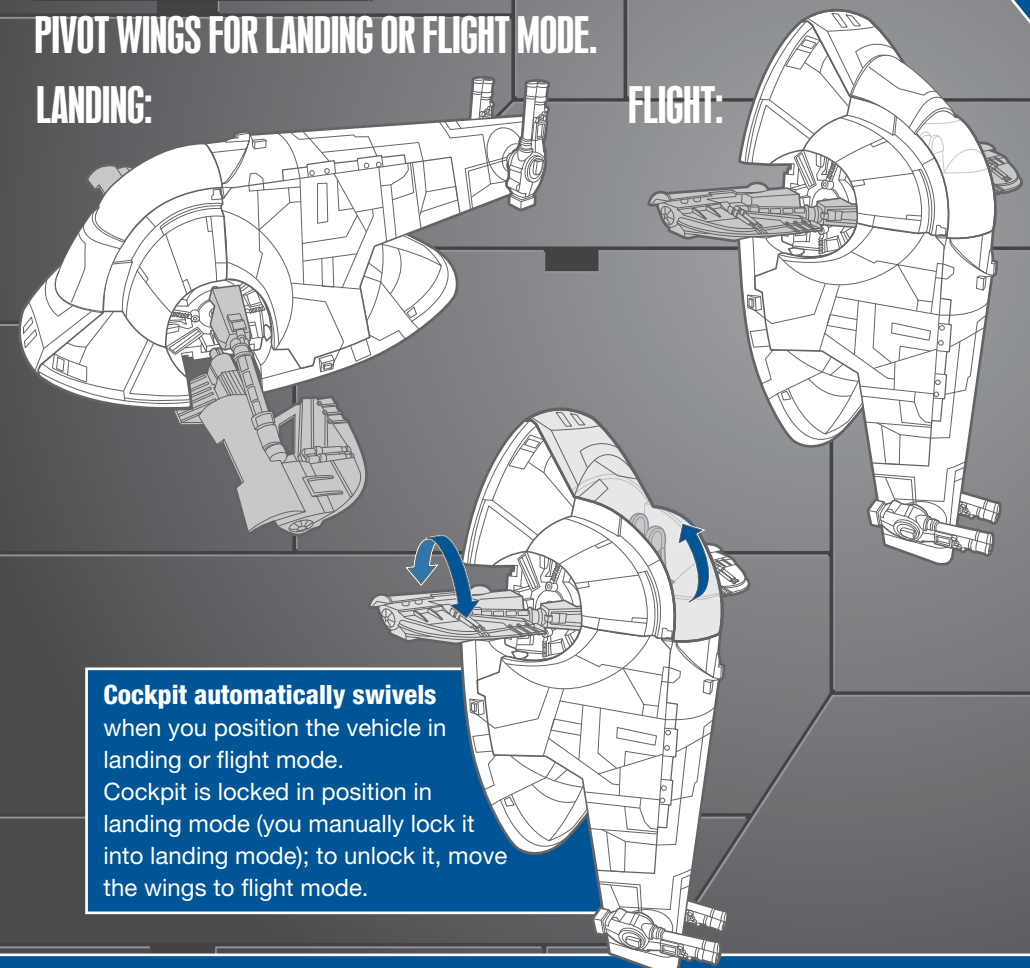 PIVOT WINGS FOR LANDING OR FLIGHT MODE.
LANDING:
FLIGHT:
Cockpit automatically swivels
when you position the vehicle in
landing or flight mode.
Cockpit is locked in position in
landing mode (you manually lock it
into landing mode); to unlock it, move
the wings to flight mode.